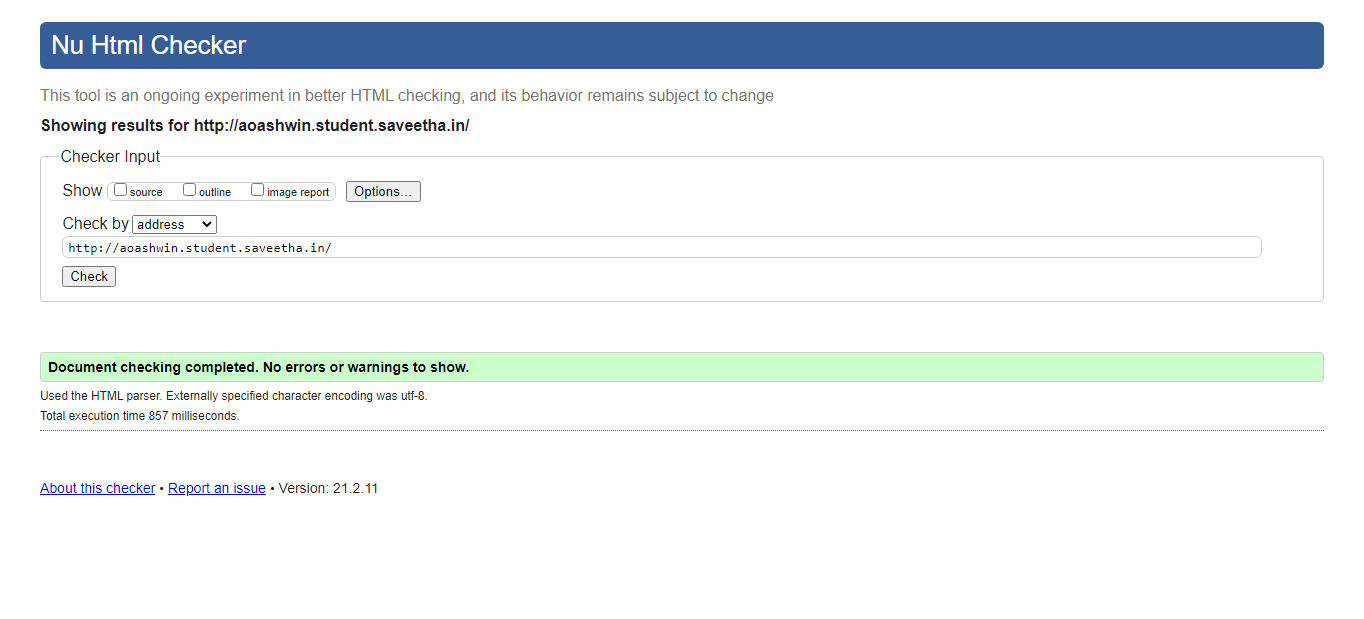 Nu Html Checker
This tool is an ongoing experiment in better HTML checking, and its behavior remains subject to change
Showing results for http://aoashwin.student.saveetha.in/
Checker Input
Show source outline image report Options...
Check by address
http://aoashwin.student.saveetha.in/
Check
Document checking completed. No errors or warnings to show.
Used the HTML parser. Externally specified character encoding was utf-8.
Total execution time 857 milliseconds.
About this checker • Report an issue • Version: 21.2.11